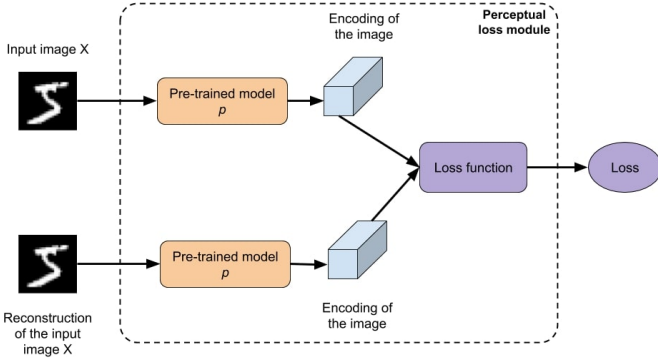 Input image X
Pre-trained model
p
Encoding of
the image
Perceptual
loss module
Loss function
Loss
Pre-trained model
p
Encoding of
the image
Reconstruction
of the input
image X